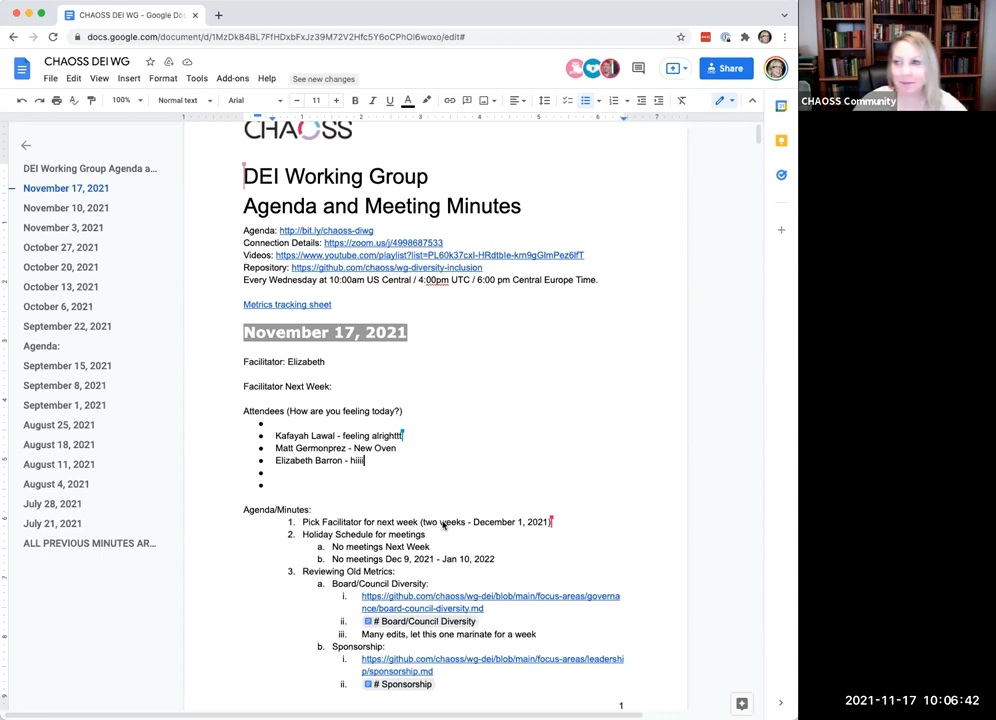 CHAOSS DEI WG - Google Doc
docs.google.com/document/d/1MzDk84BL7FfHDxbFxJz39M72V2Hfc5Y6oCPhOl6woxo/edit#
CHAOSS DEI WG
File Edit View Insert Format Tools Add-ons Help See new changes
Share
100% Normal text Arial 11
CHAOSS Community
DEI Working Group Agenda a...
November 17, 2021
November 10, 2021
November 3, 2021
October 27, 2021
October 20, 2021
October 13, 2021
October 6, 2021
September 22, 2021
Agenda:
September 15, 2021
September 8, 2021
September 1, 2021
August 25, 2021
August 18, 2021
August 11, 2021
August 4, 2021
July 28, 2021
July 21, 2021
ALL PREVIOUS MINUTES AR...
CHAOSS
DEI Working Group
Agenda and Meeting Minutes
Agenda: http://bit.ly/chaoss-diwg
Connection Details: https://zoom.us/j/4998687533
Videos: https://www.youtube.com/playlist?list=PL60k37cxI-HRdtble-krn9gGlmPez6lfT
Repository: https://github.com/chaoss/wg-diversity-inclusion
Every Wednesday at 10:00am US Central / 4:00pm UTC / 6:00 pm Central Europe Time.
Metrics tracking sheet
November 17, 2021
Facilitator: Elizabeth
Facilitator Next Week:
Attendees (How are you feeling today?)
Kafayah Lawal - feeling alrighttt
Matt Germonprez - New Oven
Elizabeth Barron - hiiii
Agenda/Minutes:
1. Pick Facilitator for next week (two weeks - December 1, 2021)
2. Holiday Schedule for meetings
a. No meetings Next Week
b. No meetings Dec 9, 2021 - Jan 10, 2022
3. Reviewing Old Metrics:
a. Board/Council Diversity:
i. https://github.com/chaoss/wg-dei/blob/main/focus-areas/governa
nce/board-council-diversity.md
ii. # Board/Council Diversity
iii. Many edits, let this one marinate for a week
b. Sponsorship:
i. https://github.com/chaoss/wg-dei/blob/main/focus-areas/leadershi
p/sponsorship.md
ii. # Sponsorship
1
2021-11-17 10:06:42